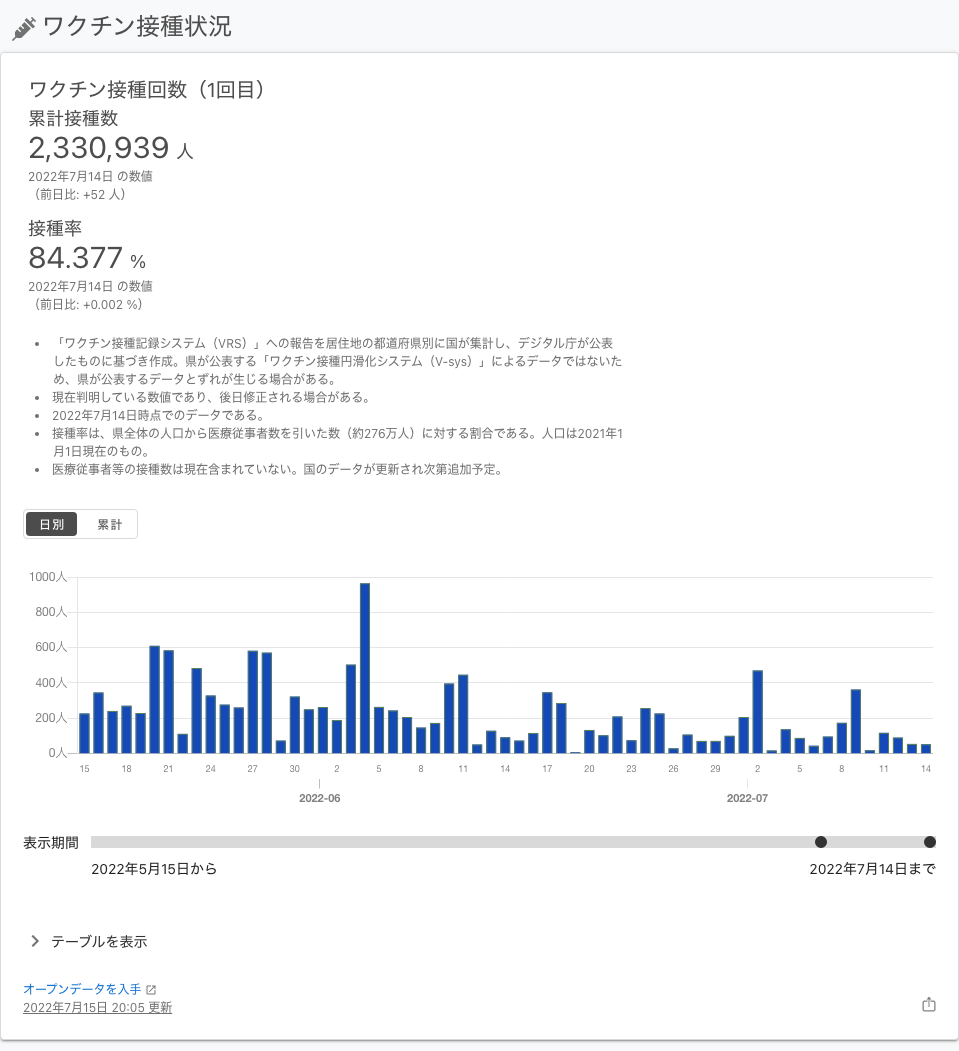 ワクチン接種状況
ワクチン接種回数（1回目）
累計接種数
2,330,939 人
2022年7月14日 の数値
（前日比: +52 人）
接種率
84.377 %
2022年7月14日 の数値
（前日比: +0.002 %）
• 「ワクチン接種記録システム（VRS）」への報告を居住地の都道府県別に国が集計し、デジタル庁が公表
したものに基づき作成。県が公表する「ワクチン接種円滑化システム（V-sys）」によるデータではないた
め、県が公表するデータとずれが生じる場合がある。
• 現在判明している数値であり、後日修正される場合がある。
• 2022年7月14日時点でのデータである。
• 接種率は、県全体の人口から医療従事者数を引いた数（約276万人）に対する割合である。人口は2021年1
月1日現在のもの。
• 医療従事者等の接種数は現在含まれていない。国のデータが更新され次第追加予定。
日別 累計
1000人
800人
600人
400人
200人
0人
15 18 21 24 27 30 2 5 8 11 14 17 20 23 26 29 2 5 8 11 14
2022-06 2022-07
表示期間
2022年5月15日から 2022年7月14日まで
テーブルを表示
オープンデータを入手
2022年7月15日 20:05 更新